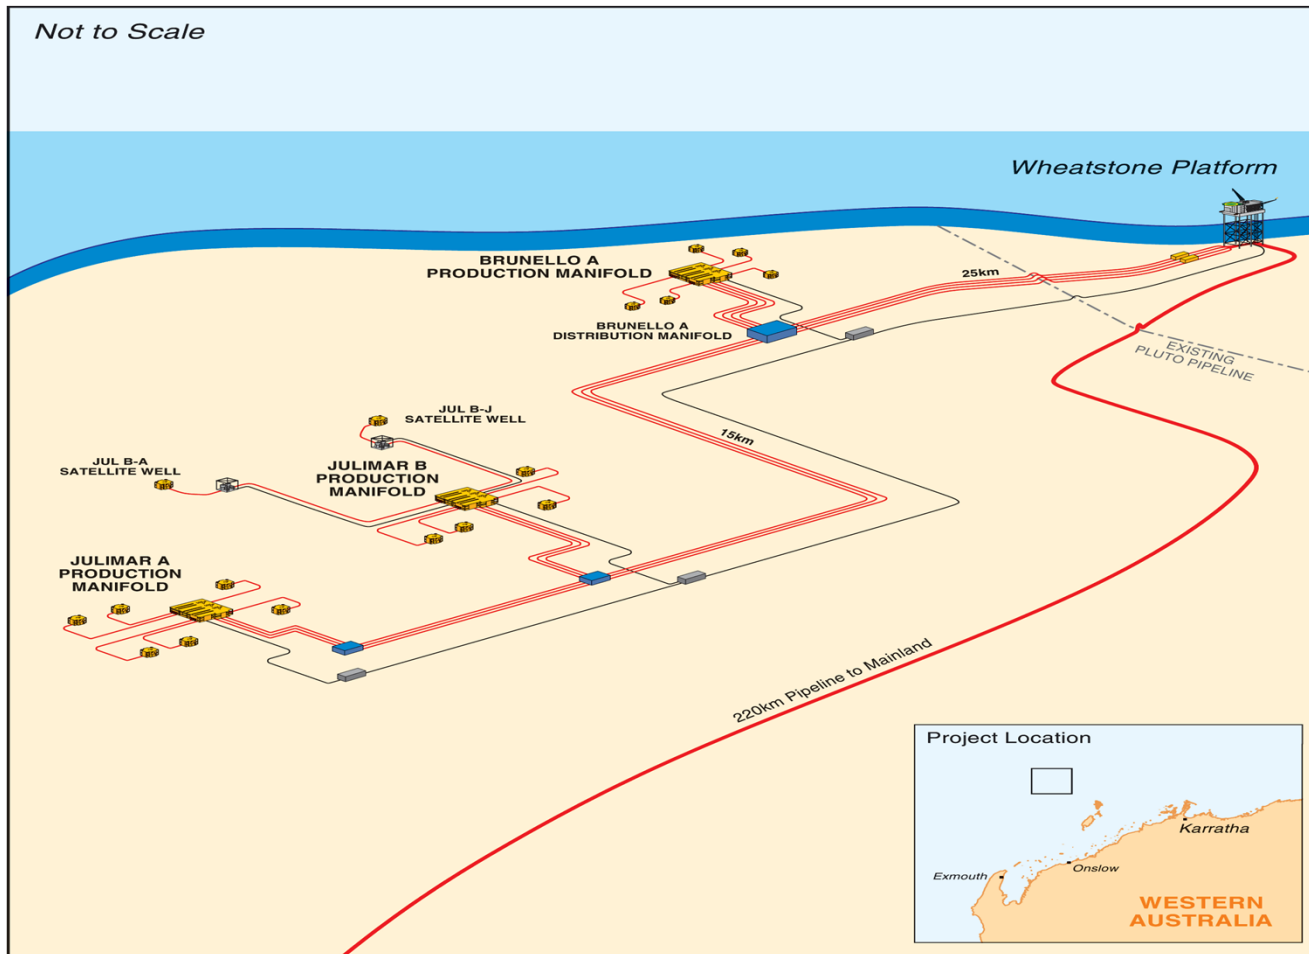 Not to Scale
Wheatstone Platform
BRUNELLO A
PRODUCTION MANIFOLD
25km
BRUNELLO A
DISTRIBUTION MANIFOLD
EXISTING
PLUTO PIPELINE
JUL B-J
SATELLITE WELL
15km
JUL B-A
SATELLITE WELL
JULIMAR B
PRODUCTION
MANIFOLD
JULIMAR A
PRODUCTION
MANIFOLD
220km Pipeline to Mainland
Project Location
Karratha
Onslow
Exmouth
WESTERN
AUSTRALIA